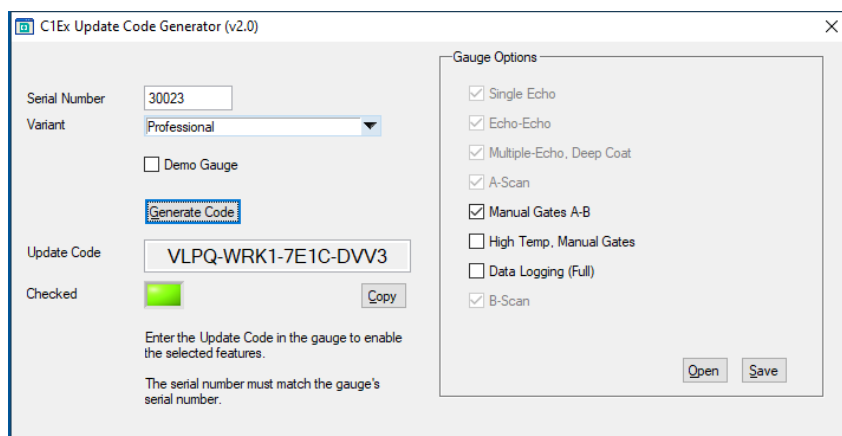 C1Ex Update Code Generator (v2.0)
Serial Number
30023
Variant
Professional
Demo Gauge
Generate Code
Update Code
VLPQ-WRK1-7E1C-DVV3
Checked
Copy
Enter the Update Code in the gauge to enable
the selected features.
The serial number must match the gauge's
serial number.
Gauge Options
Single Echo
Echo-Echo
Multiple-Echo, Deep Coat
A-Scan
Manual Gates A-B
High Temp, Manual Gates
Data Logging (Full)
B-Scan
Open
Save